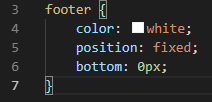 3 footer {
4     color: white;
5     position: fixed;
6     bottom: 0px;
7 }